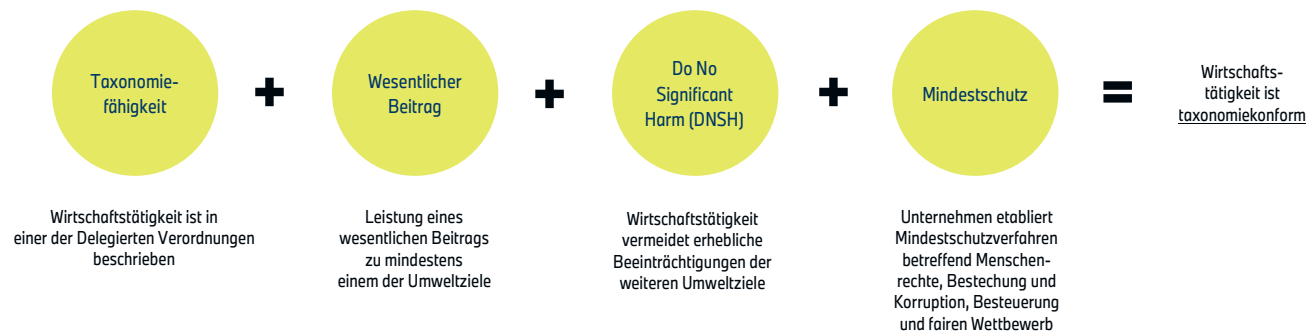 Taxonomie-
fähigkeit
+
Wesentlicher
Beitrag
+
Do No
Significant
Harm (DNSH)
+
Mindestschutz
=
Wirtschafts-
tätigkeit ist
taxonomiekonform
Wirtschaftstätigkeit ist in
einer der Delegierten Verordnungen
beschrieben
Leistung eines
wesentlichen Beitrags
zu mindestens
einem der Umweltziele
Wirtschaftstätigkeit
vermeidet erhebliche
Beeinträchtigungen der
weiteren Umweltziele
Unternehmen etabliert
Mindestschutzverfahren
betreffend Menschen-
rechte, Bestechung und
Korruption, Besteuerung
und fairen Wettbewerb